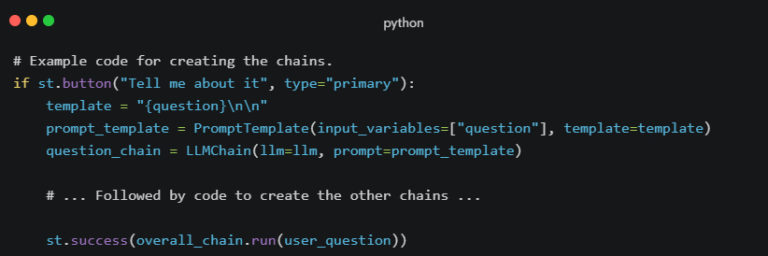 python
# Example code for creating the chains.
if st.button("Tell me about it", type="primary"):
    template = "{question}\n\n"
    prompt_template = PromptTemplate(input_variables=["question"], template=template)
    question_chain = LLMChain(llm=llm, prompt=prompt_template)
    # ... Followed by code to create the other chains ...
    st.success(overall_chain.run(user_question))